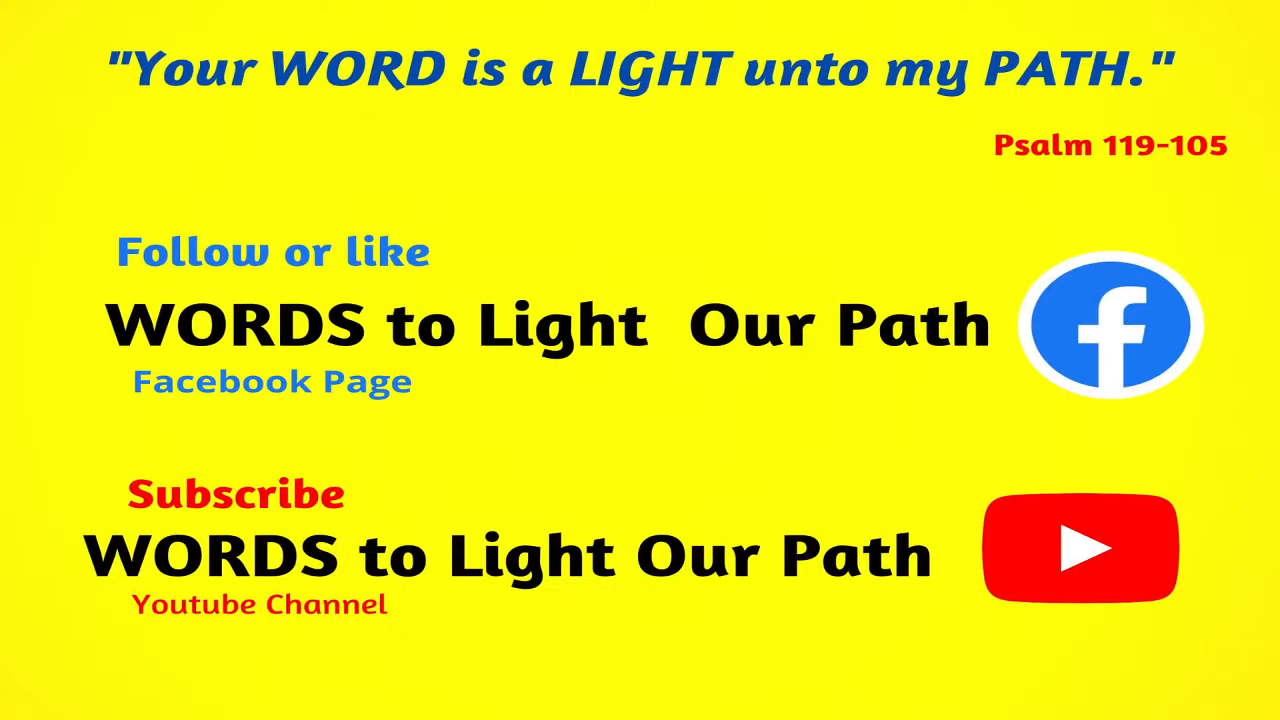 "Your WORD is a LIGHT unto my PATH."
Psalm 119-105
Follow or like
WORDS to Light Our Path
Facebook Page
Subscribe
WORDS to Light Our Path
Youtube Channel